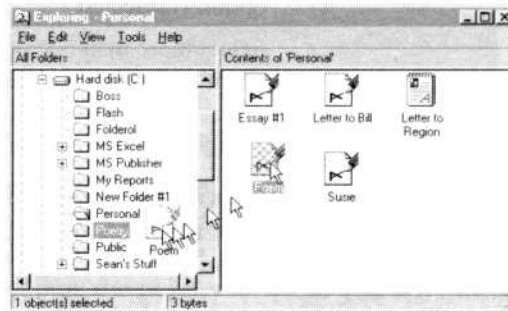 Exploring - Personal
File Edit View Tools Help
All Folders
Contents of 'Personal'
Hard disk (C )
Boss
Flash
Folderol
MS Excel
MS Publisher
My Reports
New Folder #1
Personal
Poetry
Public
Poem
Sean's Stuff
Essay #1
Letter to Bill
Letter to
Region
Susie
1 object(s) selected
3 bytes